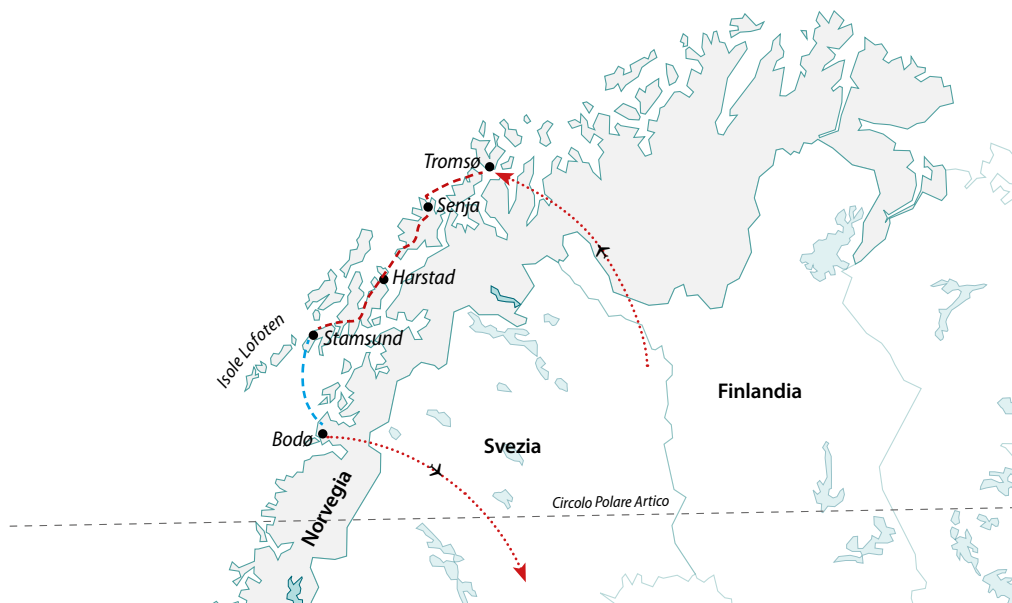 Tromsø
Senja
Harstad
Isole Lofoten
Stamsund
Finlandia
Bodø
Svezia
Norvegia
Circolo Polare Artico